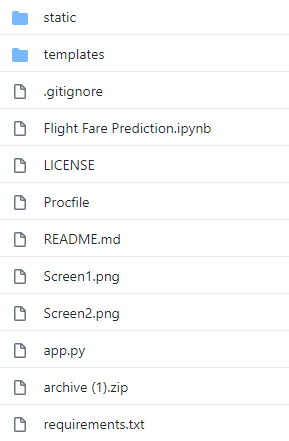 static
templates
.gitignore
Flight Fare Prediction.ipynb
LICENSE
Procfile
README.md
Screen1.png
Screen2.png
app.py
archive (1).zip
requirements.txt